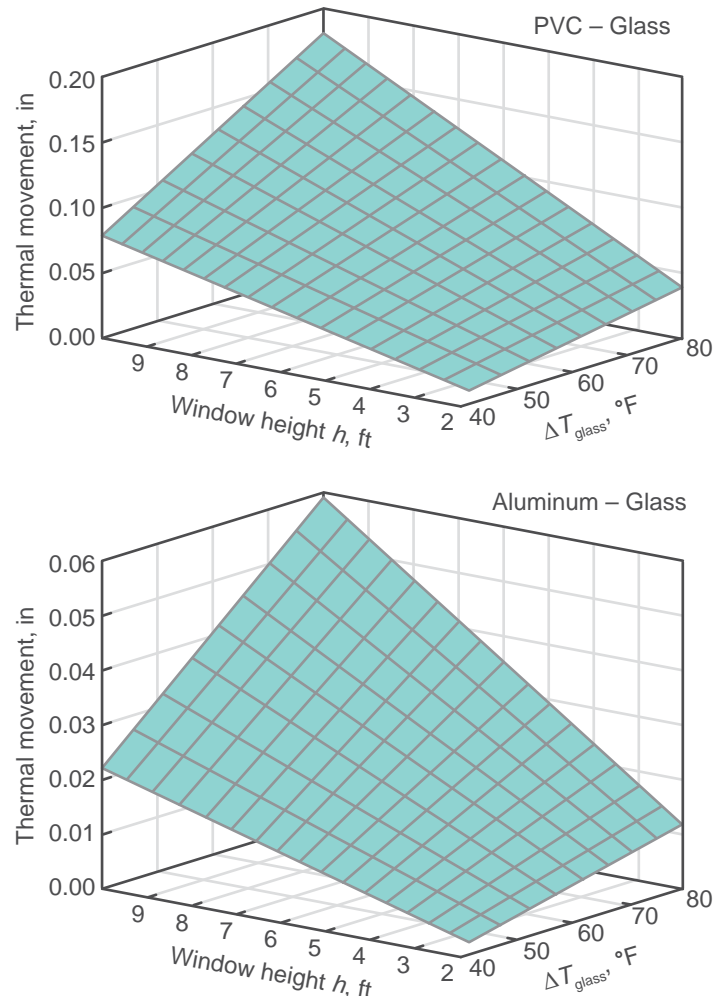 PVC – Glass
Thermal movement, in
0.20
0.15
0.10
0.05
0.00
9 8 7 6 5 4 3 2
Window height h, ft
40 50 60 70 80
ΔTglass, °F
Aluminum – Glass
Thermal movement, in
0.06
0.05
0.04
0.03
0.02
0.01
0.00
9 8 7 6 5 4 3 2
Window height h, ft
40 50 60 70 80
ΔTglass, °F